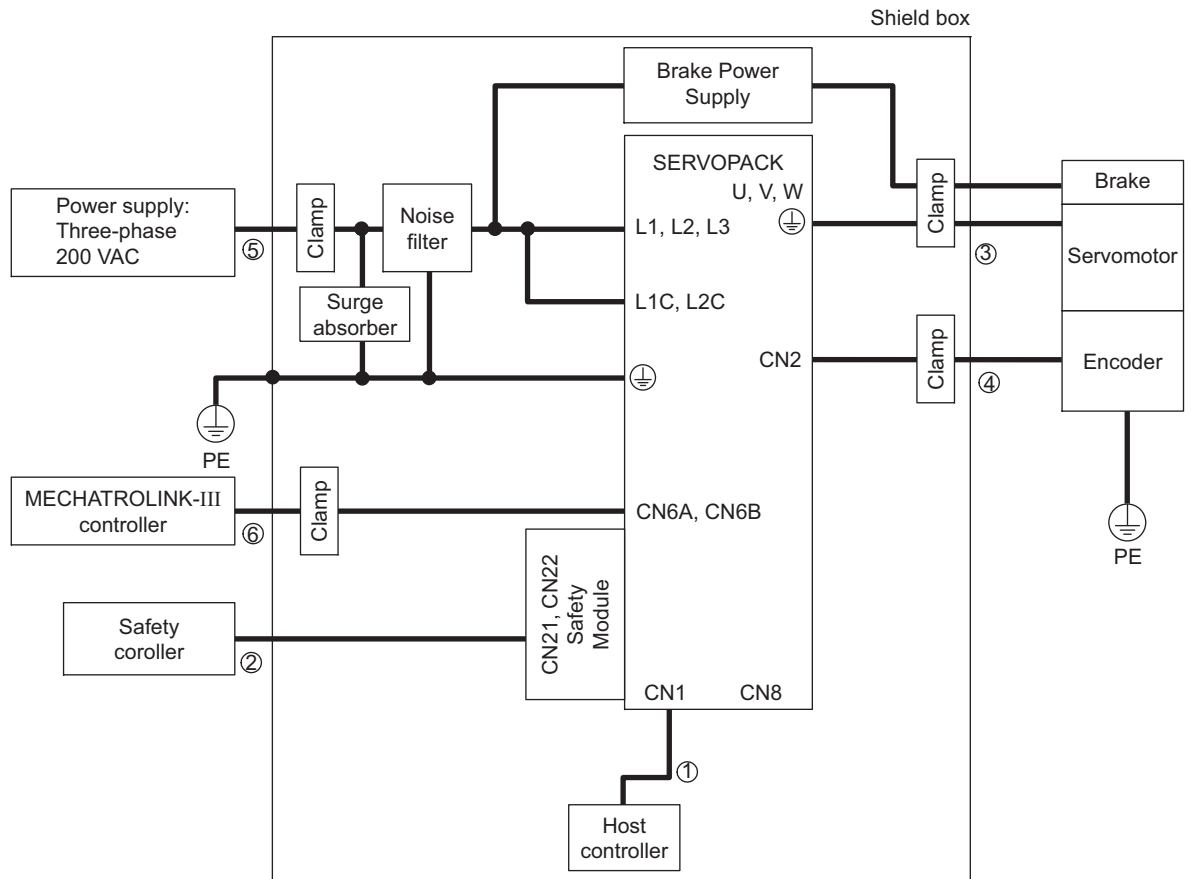 Shield box
Brake Power
Supply
SERVOPACK
U, V, W
Power supply:
Three-phase
200 VAC
⑤
Clamp
Noise
filter
L1, L2, L3
Clamp
③
Brake
Servomotor
Surge
absorber
L1C, L2C
CN2
Clamp
④
Encoder
PE
MECHATROLINK-III
controller
⑥
Clamp
CN6A, CN6B
PE
Safety
coroller
②
CN21, CN22
Safety
Module
CN1
CN8
①
Host
controller